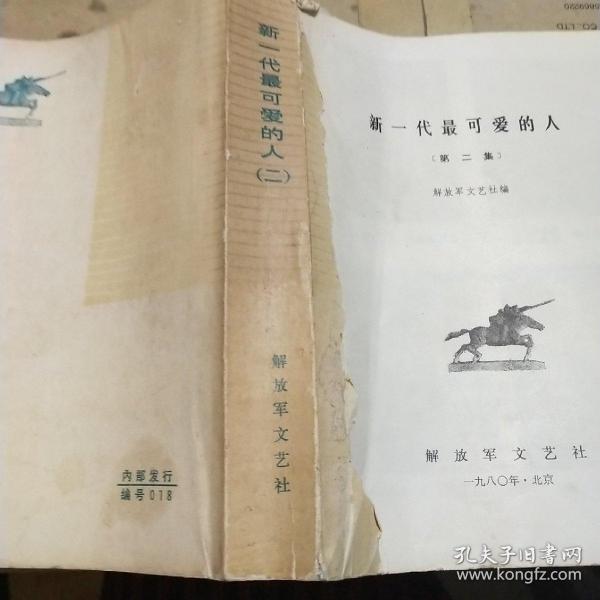 新一代最可爱的人(二)
解放军文艺社
新一代最可爱的人
〔第二集〕
解放军文艺社编
解放军文艺社
一九八〇年·北京
内部发行
编号018
CO.,LTD
孔夫子旧书网
www.kongfz.com